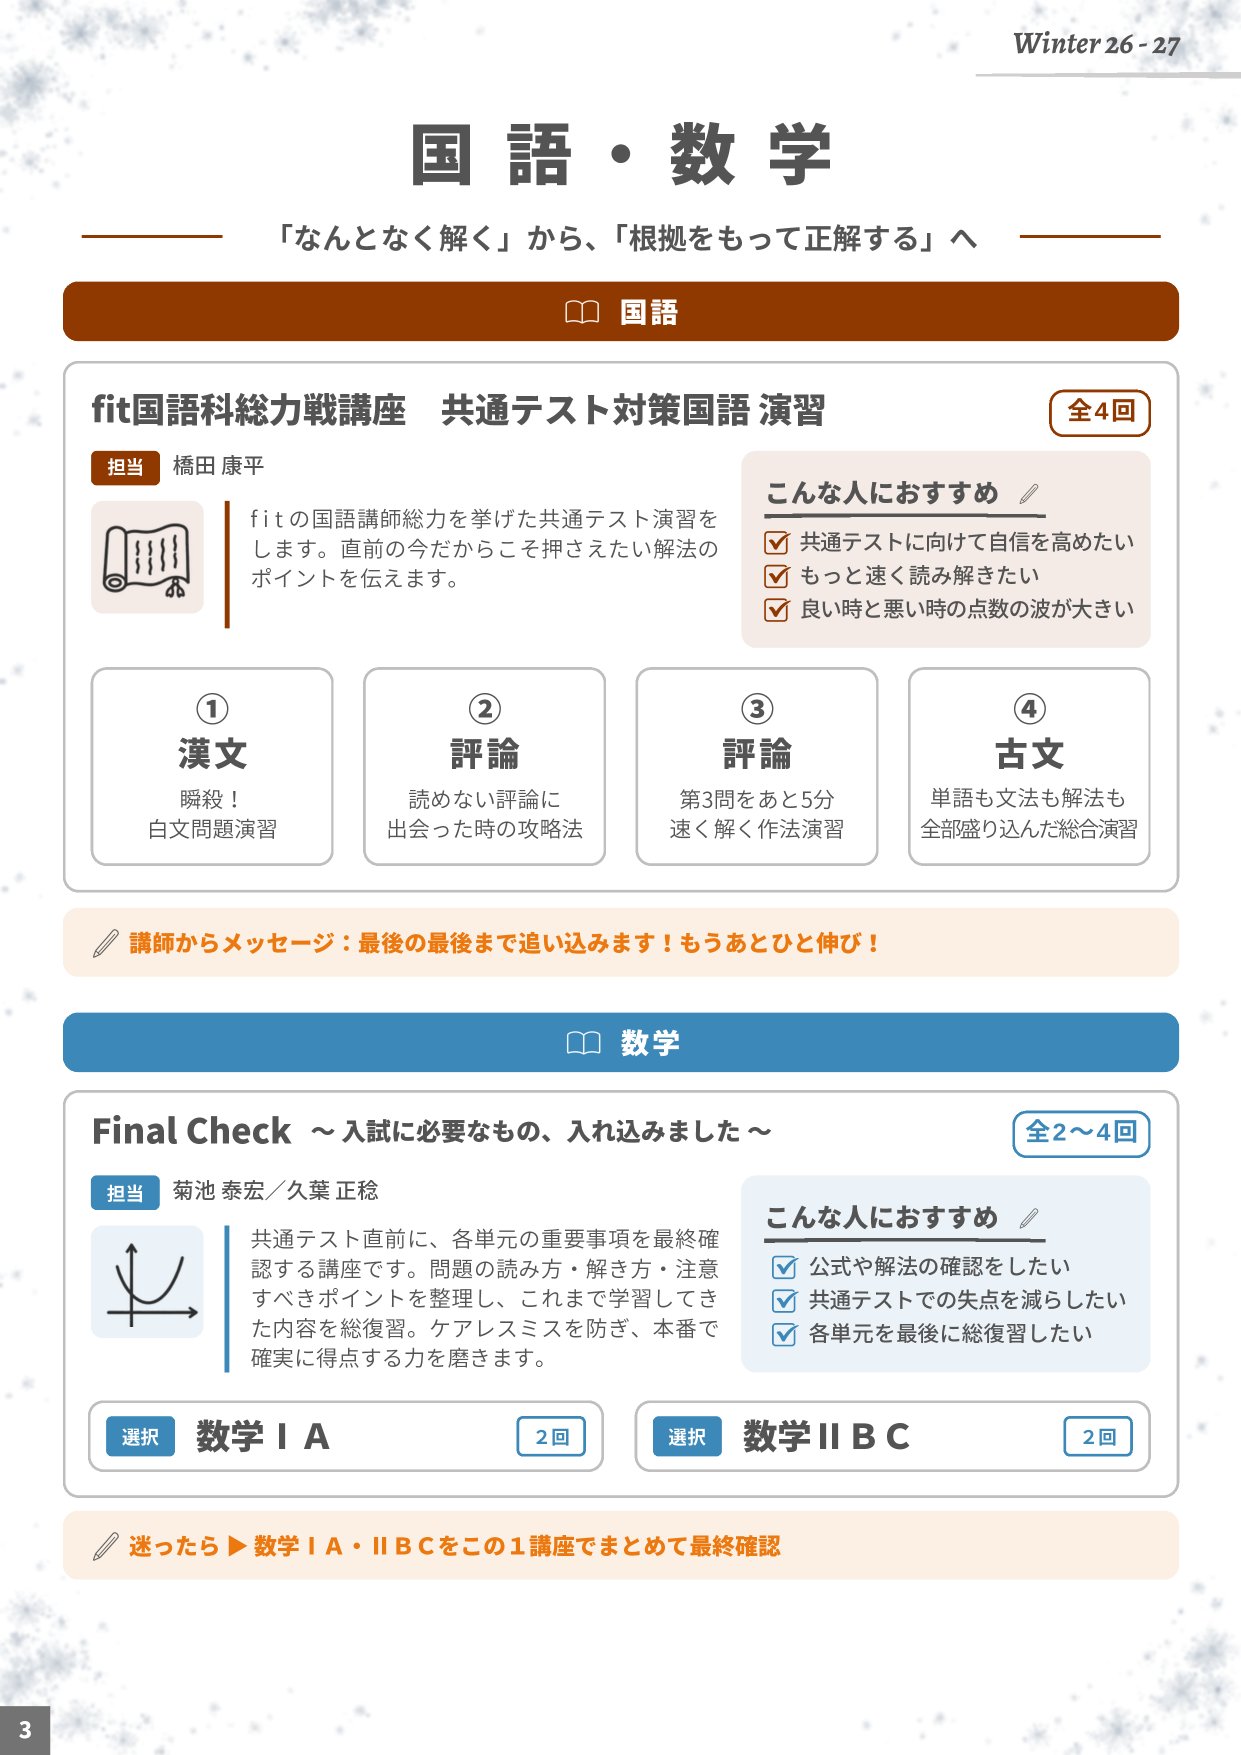 Winter 26 - 27
国語・数学
「なんとなく解く」から、「根拠をもって正解する」へ
国語
fit国語科総力戦講座　共通テスト対策国語 演習
全4回
担当 橋田 康平
fitの国語講師総力を挙げた共通テスト演習を
します。直前の今だからこそ押さえたい解法の
ポイントを伝えます。
こんな人におすすめ
共通テストに向けて自信を高めたい
もっと速く読み解きたい
良い時と悪い時の点数の波が大きい
①
漢文
瞬殺！
白文問題演習
②
評論
読めない評論に
出会った時の攻略法
③
評論
第3問をあと5分
速く解く作法演習
④
古文
単語も文法も解法も
全部盛り込んだ総合演習
講師からメッセージ：最後の最後まで追い込みます！もうあとひと伸び！
数学
Final Check ～ 入試に必要なもの、入れ込みました ～
全2～4回
担当 菊池 泰宏／久葉 正稔
共通テスト直前に、各単元の重要事項を最終確
認する講座です。問題の読み方・解き方・注意
すべきポイントを整理し、これまで学習してき
た内容を総復習。ケアレスミスを防ぎ、本番で
確実に得点する力を磨きます。
こんな人におすすめ
公式や解法の確認をしたい
共通テストでの失点を減らしたい
各単元を最後に総復習したい
選択 数学ⅠA 2回
選択 数学ⅡBC 2回
迷ったら▶数学ⅠA・ⅡBCをこの１講座でまとめて最終確認
3